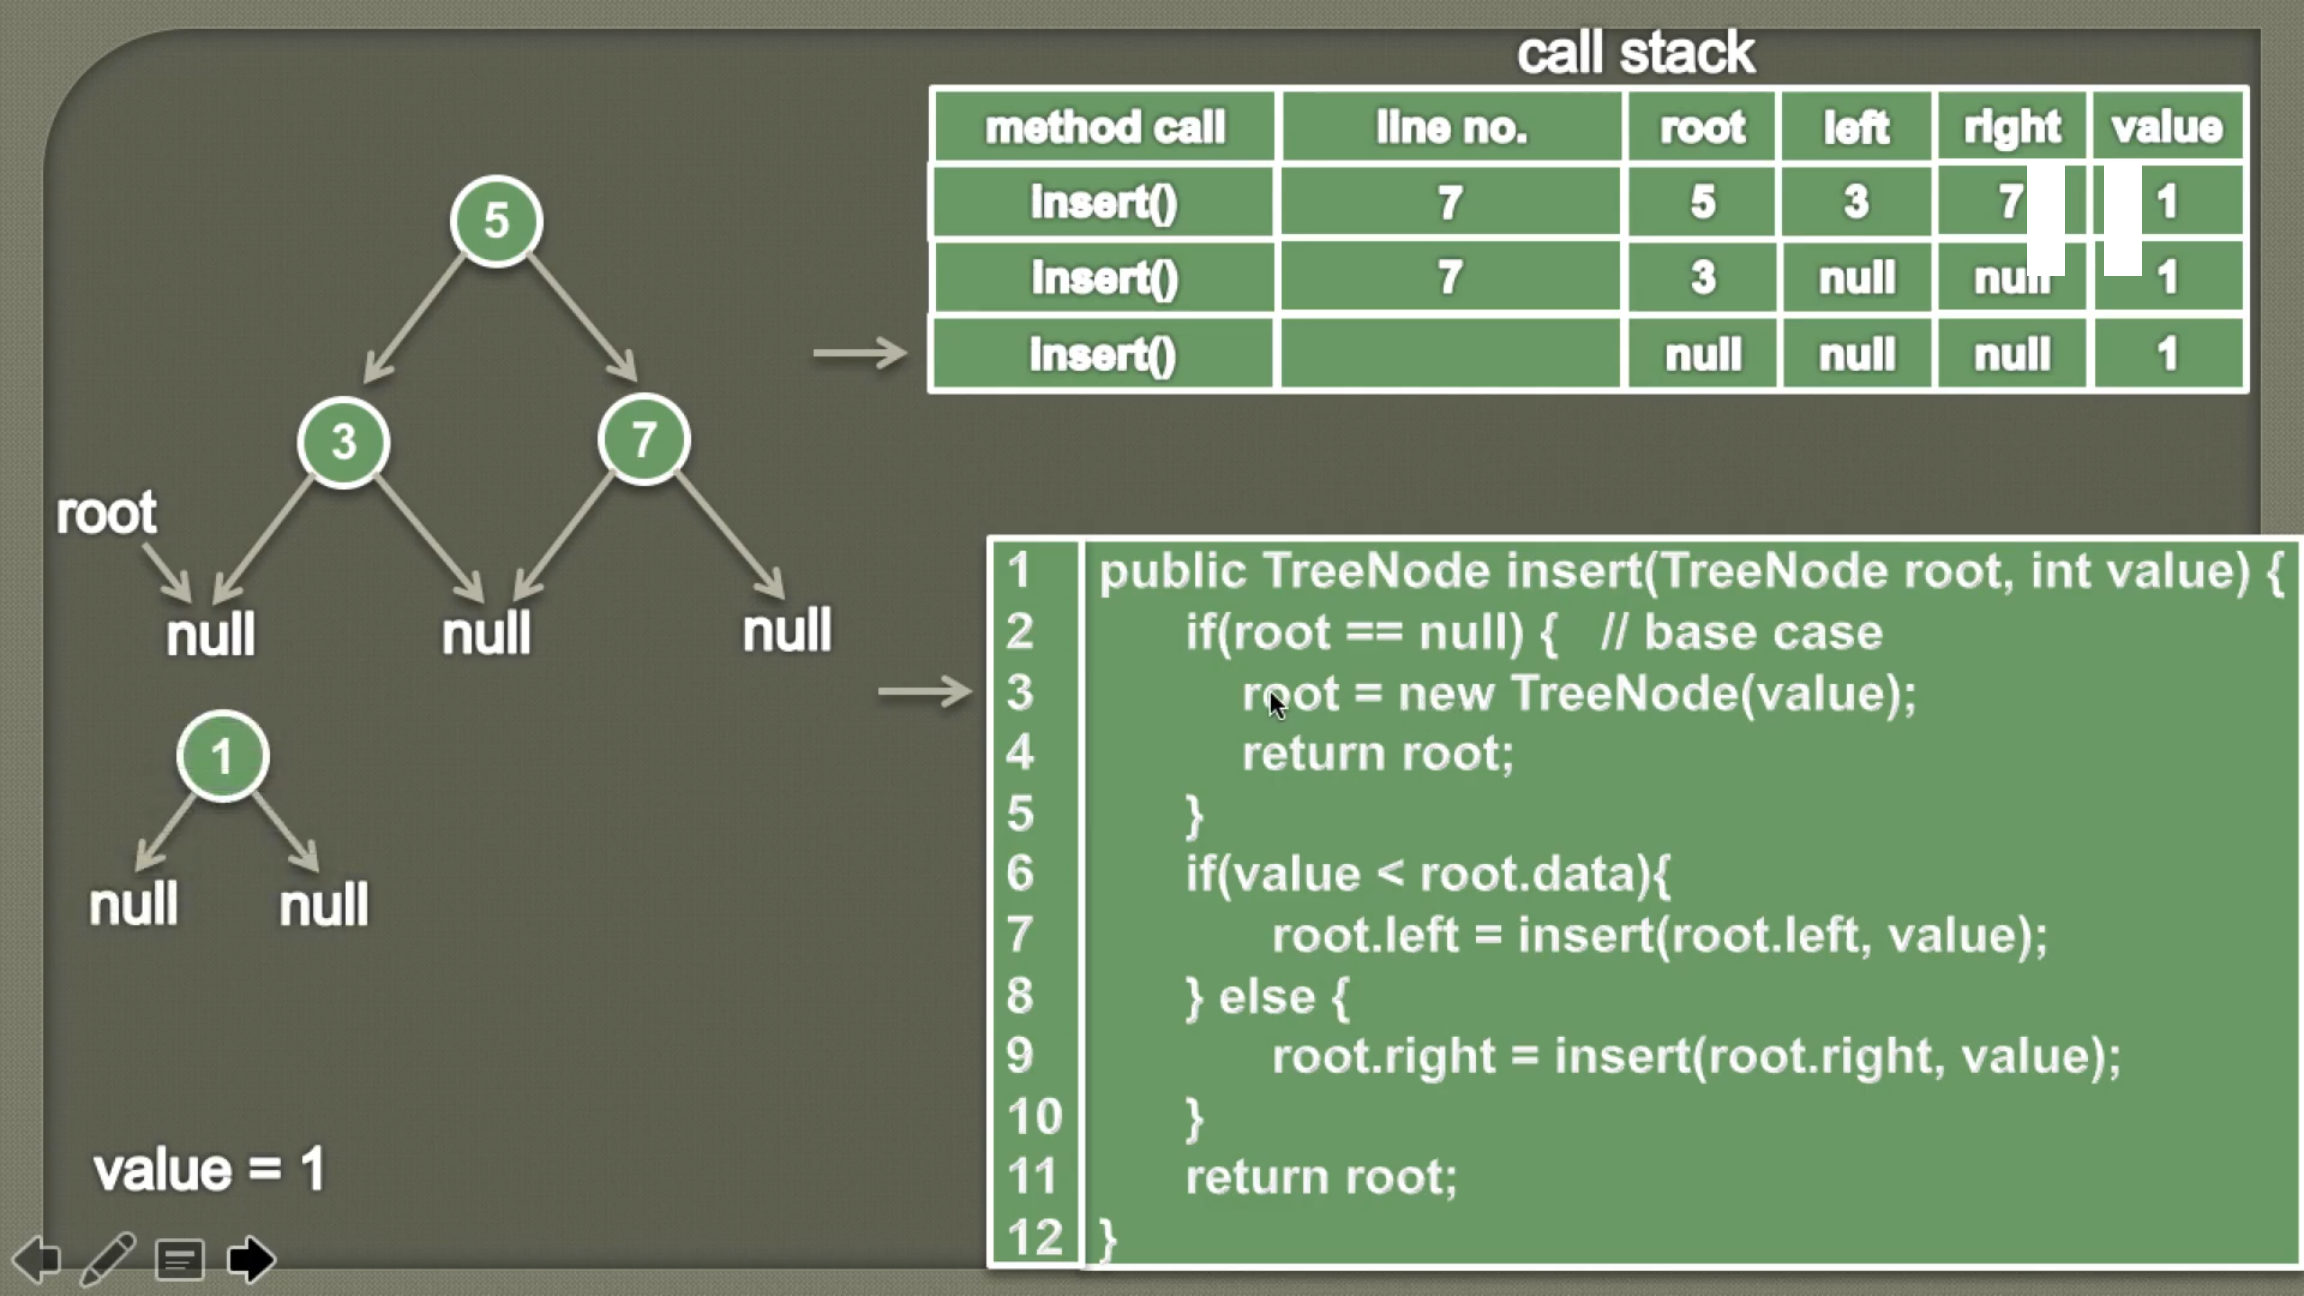 call stack
method call line no. root left right value
Insert() 7 5 3 7 1
Insert() 7 3 null null 1
Insert() null null null 1
5
3 7
root
null null null
1
null null
value = 1
1 public TreeNode insert(TreeNode root, int value) {
2 if(root == null) { // base case
3 root = new TreeNode(value);
4 return root;
5 }
6 if(value < root.data){
7 root.left = insert(root.left, value);
8 } else {
9 root.right = insert(root.right, value);
10 }
11 return root;
12 }